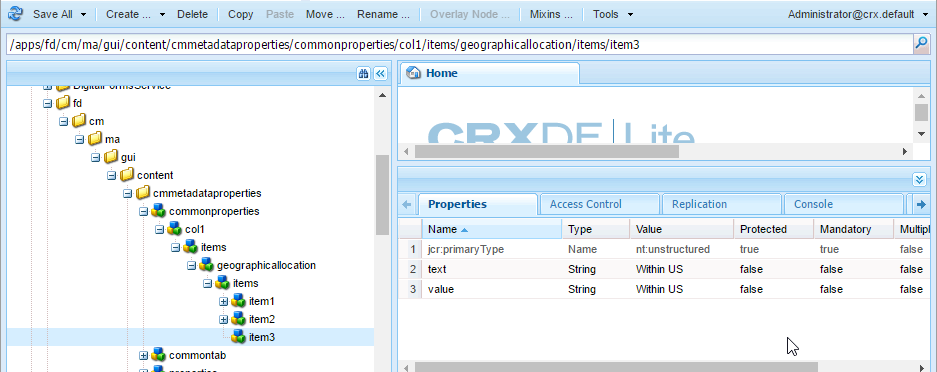 Save All Create ... Delete Copy Paste Move ... Rename ... Overlay Node ... Mixins ... Tools Administrator@crx.default
/apps/fd/cm/ma/gui/content/cmmetadataproperties/commonproperties/col1/items/geographicallocation/items/item3
Home
CRXDE Lite
DigitalFormsService
fd
cm
ma
gui
content
cmmetadataproperties
commonproperties
col1
items
geographicallocation
items
item1
item2
item3
commontab
properties
Properties Access Control Replication Console
Name Type Value Protected Mandatory Multipl
1 jcr:primaryType Name nt:unstructured true true false
2 text String Within US false false false
3 value String Within US false false false